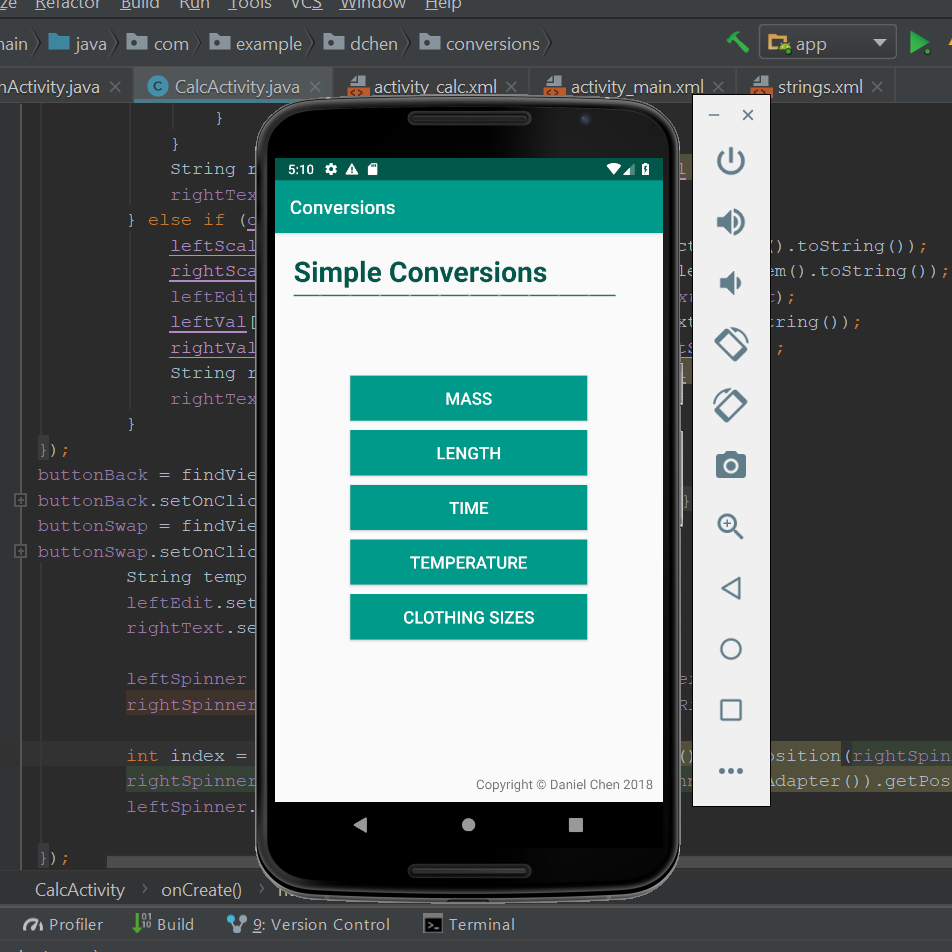 ze Refactor Build Run Tools VCS Window Help
main java com example dchen conversions app
nActivity.java CalcActivity.java activity_calc.xml activity_main.xml strings.xml
}
}
String r
rightTex
} else if (
leftScal ().toString());
rightSca em().toString());
leftEdit );
leftVal[ tring());
rightVal ;
String r
rightTex
}
});
buttonBack = findVie
buttonBack.setOnClic
buttonSwap = findVie
buttonSwap.setOnClic
String temp
leftEdit.set
rightText.se
leftSpinner
rightSpinner
int index = osition(rightSpin
rightSpinner Adapter()).getPos
leftSpinner.
});
5:10
Conversions
Simple Conversions
MASS
LENGTH
TIME
TEMPERATURE
CLOTHING SIZES
Copyright © Daniel Chen 2018
CalcActivity onCreate()
Profiler Build 9: Version Control Terminal